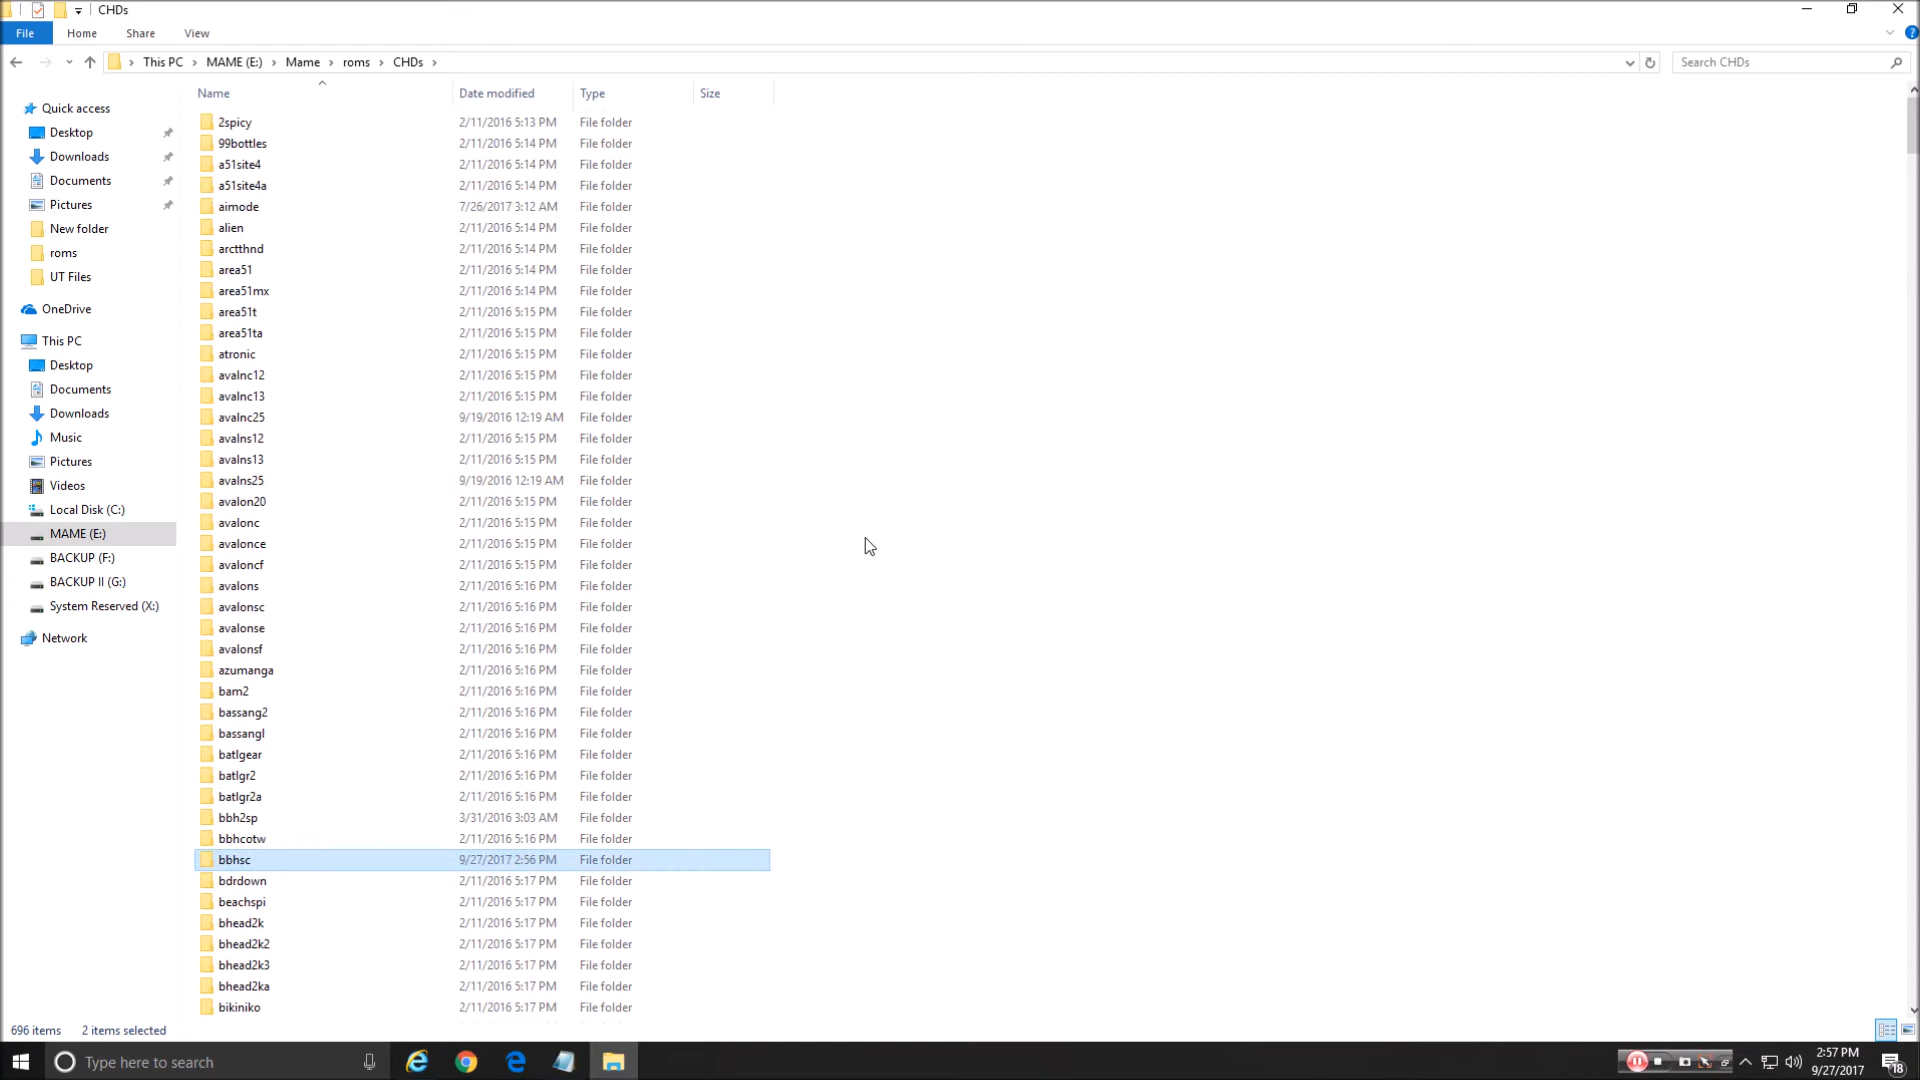 CHDs
File Home Share View
This PC MAME (E:) Mame roms CHDs
Search CHDs
Name Date modified Type Size
Quick access
Desktop
Downloads
Documents
Pictures
New folder
roms
UT Files
OneDrive
This PC
Desktop
Documents
Downloads
Music
Pictures
Videos
Local Disk (C:)
MAME (E:)
BACKUP (F:)
BACKUP II (G:)
System Reserved (X:)
Network
2spicy 2/11/2016 5:13 PM File folder
99bottles 2/11/2016 5:14 PM File folder
a51site4 2/11/2016 5:14 PM File folder
a51site4a 2/11/2016 5:14 PM File folder
aimode 7/26/2017 3:12 AM File folder
alien 2/11/2016 5:14 PM File folder
arctthnd 2/11/2016 5:14 PM File folder
area51 2/11/2016 5:14 PM File folder
area51mx 2/11/2016 5:14 PM File folder
area51t 2/11/2016 5:15 PM File folder
area51ta 2/11/2016 5:15 PM File folder
atronic 2/11/2016 5:15 PM File folder
avalnc12 2/11/2016 5:15 PM File folder
avalnc13 2/11/2016 5:15 PM File folder
avalnc25 9/19/2016 12:19 AM File folder
avalns12 2/11/2016 5:15 PM File folder
avalns13 2/11/2016 5:15 PM File folder
avalns25 9/19/2016 12:19 AM File folder
avalon20 2/11/2016 5:15 PM File folder
avalonc 2/11/2016 5:15 PM File folder
avalonce 2/11/2016 5:15 PM File folder
avaloncf 2/11/2016 5:15 PM File folder
avalons 2/11/2016 5:16 PM File folder
avalonsc 2/11/2016 5:16 PM File folder
avalonse 2/11/2016 5:16 PM File folder
avalonsf 2/11/2016 5:16 PM File folder
azumanga 2/11/2016 5:16 PM File folder
bam2 2/11/2016 5:16 PM File folder
bassang2 2/11/2016 5:16 PM File folder
bassangl 2/11/2016 5:16 PM File folder
batlgear 2/11/2016 5:16 PM File folder
batlgr2 2/11/2016 5:16 PM File folder
batlgr2a 2/11/2016 5:16 PM File folder
bbh2sp 3/31/2016 3:03 AM File folder
bbhcotw 2/11/2016 5:16 PM File folder
bbhsc 9/27/2017 2:56 PM File folder
bdrdown 2/11/2016 5:17 PM File folder
beachspi 2/11/2016 5:17 PM File folder
bhead2k 2/11/2016 5:17 PM File folder
bhead2k2 2/11/2016 5:17 PM File folder
bhead2k3 2/11/2016 5:17 PM File folder
bhead2ka 2/11/2016 5:17 PM File folder
bikiniko 2/11/2016 5:17 PM File folder
696 items 2 items selected
Type here to search
2:57 PM
9/27/2017
18